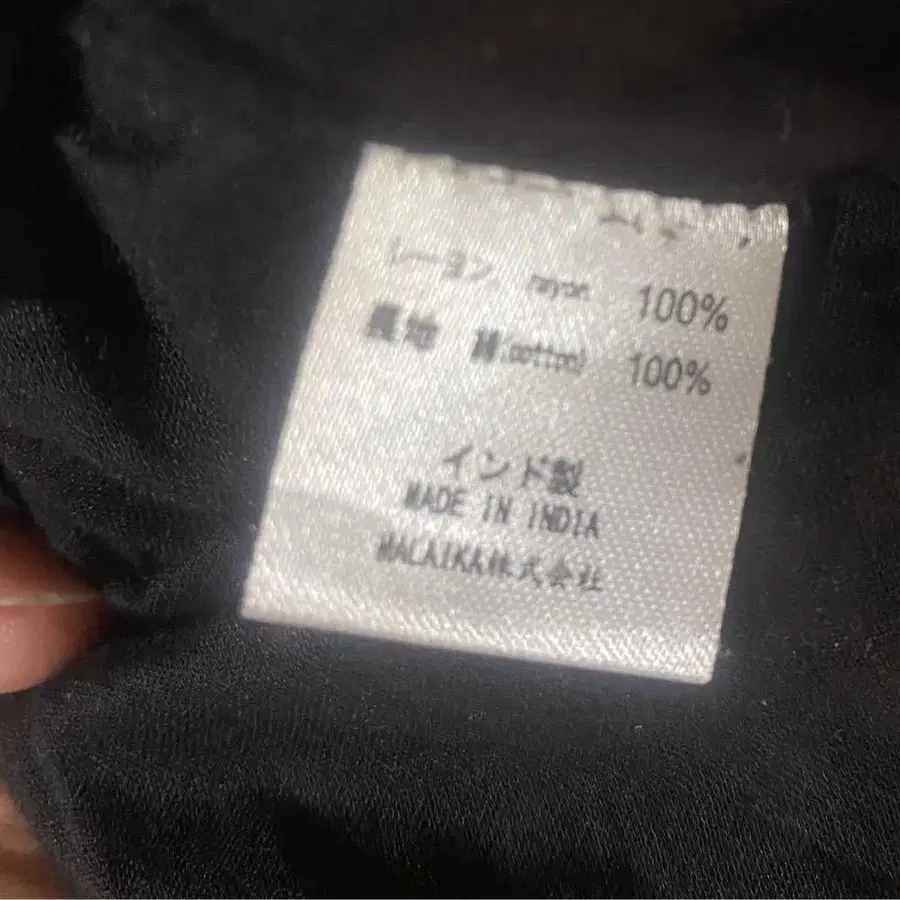 レーヨン rayon 100%
裏地 綿(cotton) 100%
インド製
MADE IN INDIA
MALAIKA株式会社